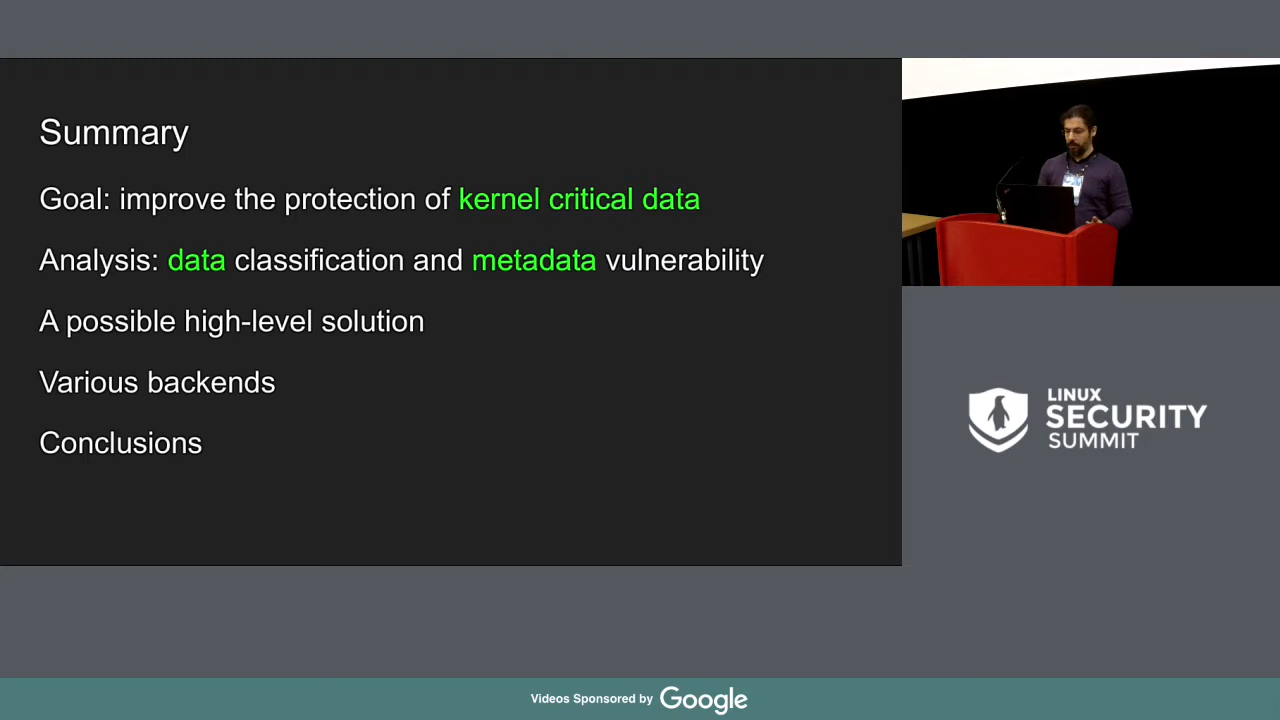 Summary
Goal: improve the protection of kernel critical data
Analysis: data classification and metadata vulnerability
A possible high-level solution
Various backends
Conclusions
LINUX
SECURITY
SUMMIT
Videos Sponsored by Google